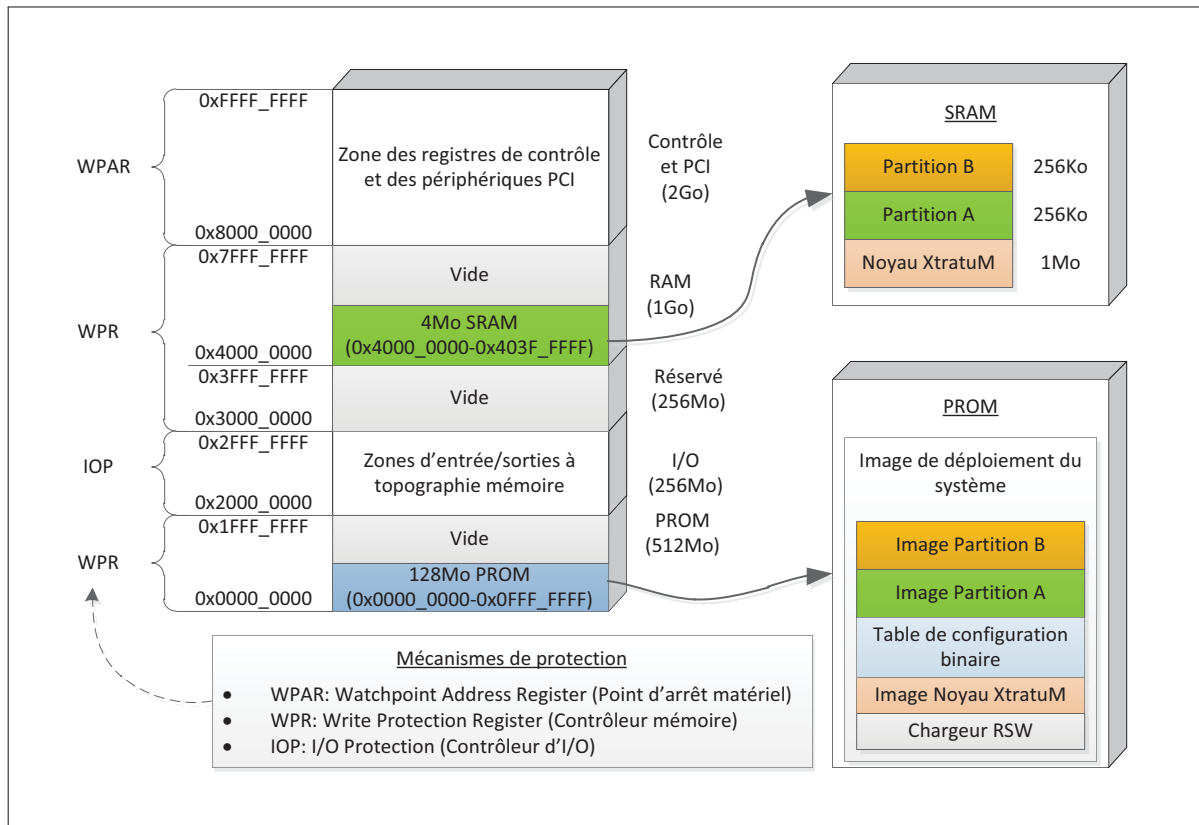 0xFFFF_FFFF
WPAR
0x8000_0000
Zone des registres de contrôle
et des périphériques PCI
Contrôle
et PCI
(2Go)
0x7FFF_FFFF
WPR
0x4000_0000
0x3FFF_FFFF
0x3000_0000
Vide
4Mo SRAM
(0x4000_0000-0x403F_FFFF)
Vide
RAM
(1Go)
Réservé
(256Mo)
0x2FFF_FFFF
IOP
0x2000_0000
Zones d'entrée/sorties à
topographie mémoire
I/O
(256Mo)
0x1FFF_FFFF
WPR
0x0000_0000
Vide
128Mo PROM
(0x0000_0000-0x0FFF_FFFF)
PROM
(512Mo)
SRAM
Partition B 256Ko
Partition A 256Ko
Noyau XtratuM 1Mo
PROM
Image de déploiement du
système
Image Partition B
Image Partition A
Table de configuration
binaire
Image Noyau XtratuM
Chargeur RSW
Mécanismes de protection
• WPAR: Watchpoint Address Register (Point d'arrêt matériel)
• WPR: Write Protection Register (Contrôleur mémoire)
• IOP: I/O Protection (Contrôleur d'I/O)